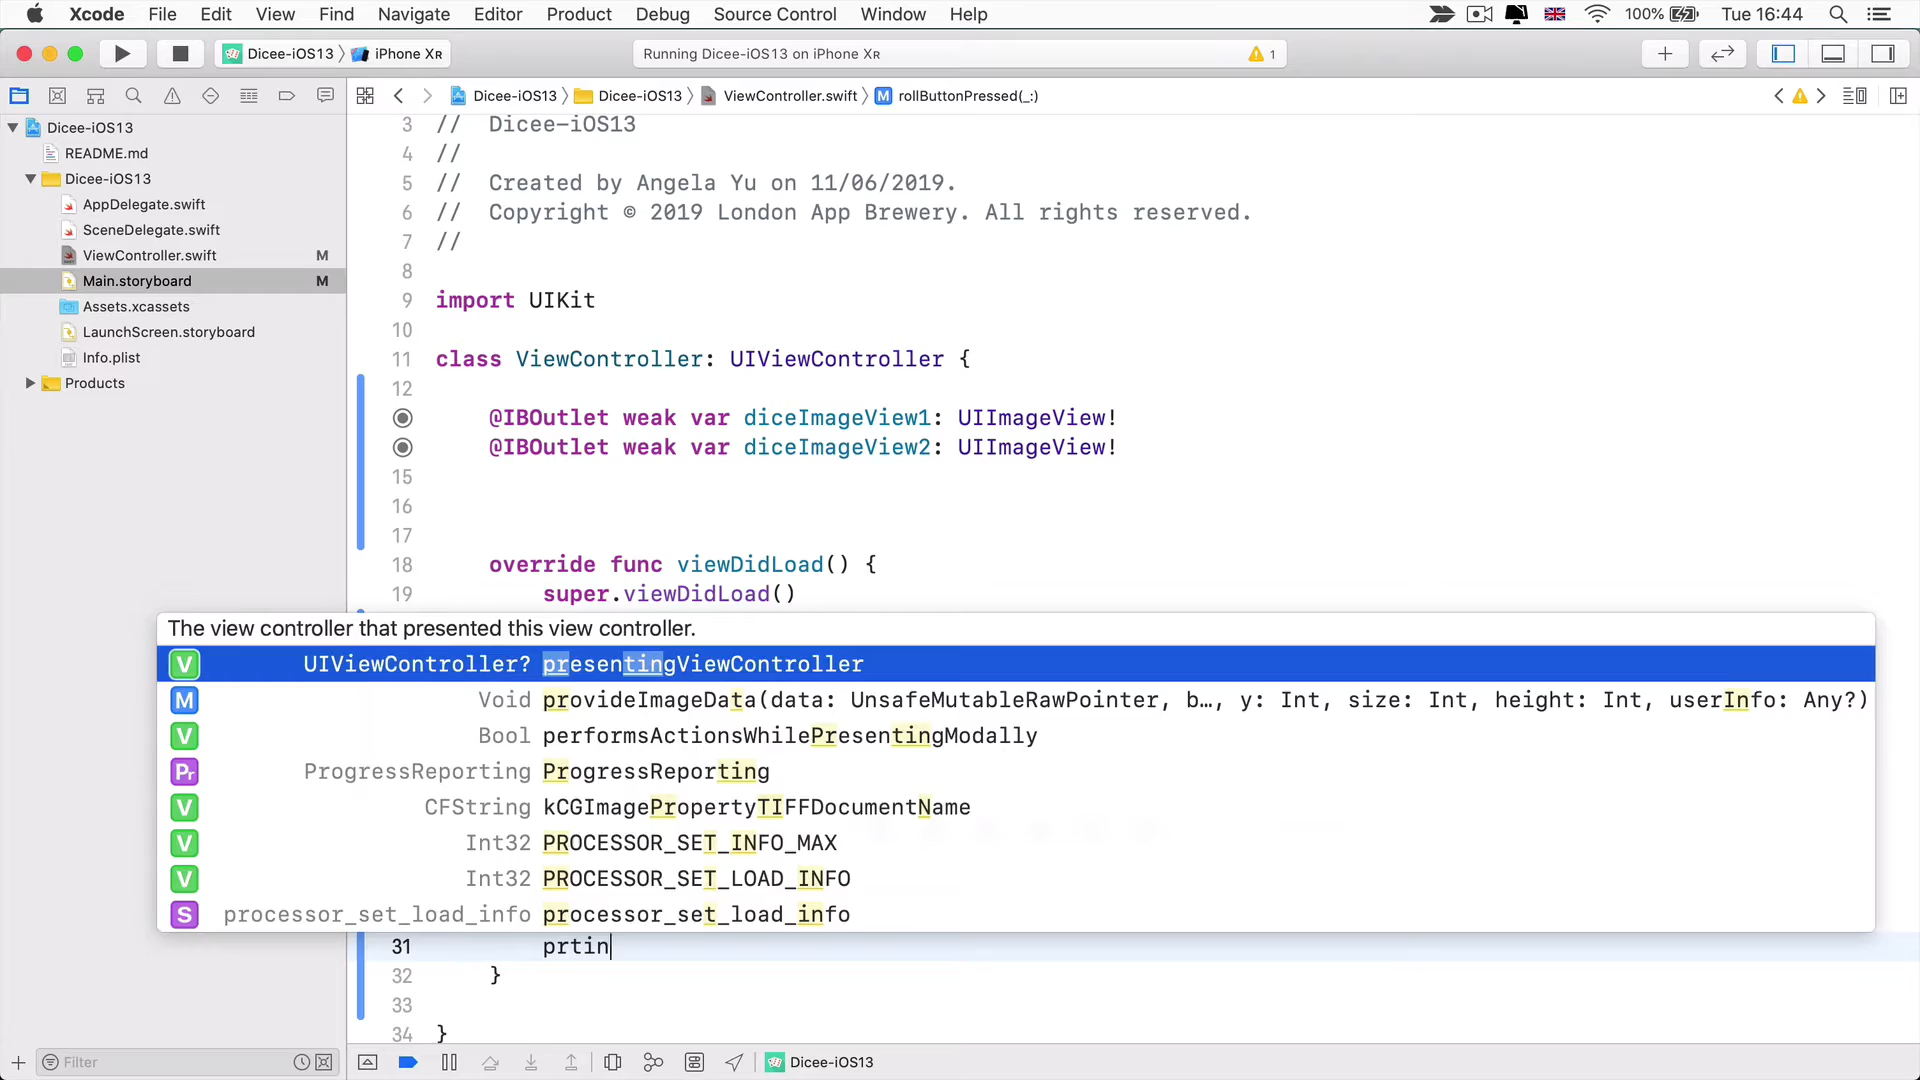 Xcode File Edit View Find Navigate Editor Product Debug Source Control Window Help 100% Tue 16:44
Dicee-iOS13 〉 iPhone Xʀ Running Dicee-iOS13 on iPhone Xʀ 1
Dicee-iOS13 〉 Dicee-iOS13 〉 ViewController.swift 〉 M rollButtonPressed(_:)
Dicee-iOS13
README.md
Dicee-iOS13
AppDelegate.swift
SceneDelegate.swift
ViewController.swift M
Main.storyboard M
Assets.xcassets
LaunchScreen.storyboard
Info.plist
Products
3 // Dicee-iOS13
4 //
5 // Created by Angela Yu on 11/06/2019.
6 // Copyright © 2019 London App Brewery. All rights reserved.
7 //
8
9 import UIKit
10
11 class ViewController: UIViewController {
12
@IBOutlet weak var diceImageView1: UIImageView!
@IBOutlet weak var diceImageView2: UIImageView!
15
16
17
18 override func viewDidLoad() {
19 super.viewDidLoad()
The view controller that presented this view controller.
V UIViewController? presentingViewController
M Void provideImageData(data: UnsafeMutableRawPointer, b…, y: Int, size: Int, height: Int, userInfo: Any?)
V Bool performsActionsWhilePresentingModally
Pr ProgressReporting ProgressReporting
V CFString kCGImagePropertyTIFFDocumentName
V Int32 PROCESSOR_SET_INFO_MAX
V Int32 PROCESSOR_SET_LOAD_INFO
S processor_set_load_info processor_set_load_info
31 prtin
32 }
33
34 }
Filter
Dicee-iOS13